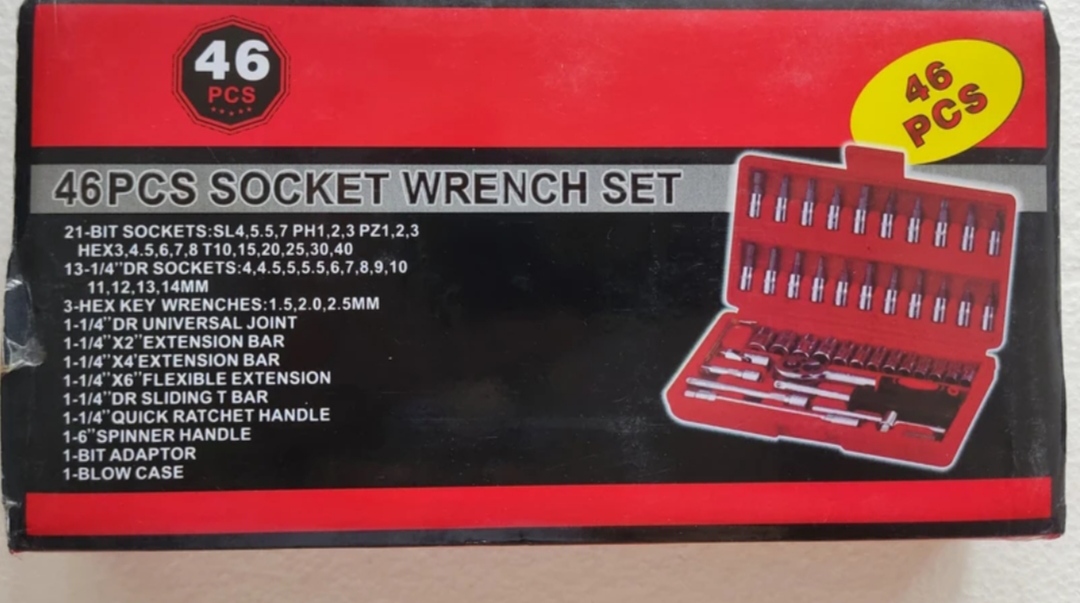 46
PCS
46
PCS
46PCS SOCKET WRENCH SET
21-BIT SOCKETS:SL4,5.5,7 PH1,2,3 PZ1,2,3
HEX3,4.5.6,7,8 T10,15,20,25,30,40
13-1/4"DR SOCKETS:4,4.5,5,5.5,6,7,8,9,10
11,12,13,14MM
3-HEX KEY WRENCHES:1.5,2.0,2.5MM
1-1/4"DR UNIVERSAL JOINT
1-1/4"X2"EXTENSION BAR
1-1/4"X4'EXTENSION BAR
1-1/4"X6"FLEXIBLE EXTENSION
1-1/4"DR SLIDING T BAR
1-1/4"QUICK RATCHET HANDLE
1-6"SPINNER HANDLE
1-BIT ADAPTOR
1-BLOW CASE